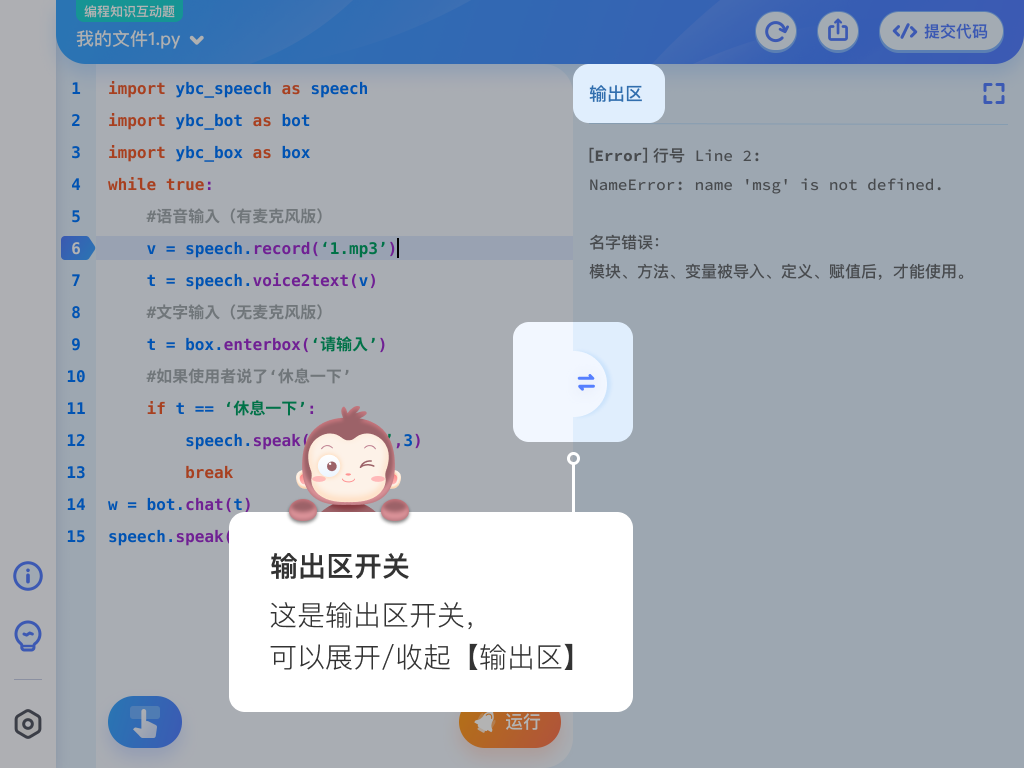 编程知识互动题
我的文件1.py
提交代码
1 import ybc_speech as speech
2 import ybc_bot as bot
3 import ybc_box as box
4 while true:
5 #语音输入（有麦克风版）
6 v = speech.record(‘1.mp3’)
7 t = speech.voice2text(v)
8 #文字输入（无麦克风版）
9 t = box.enterbox(‘请输入’)
10 #如果使用者说了‘休息一下’
11 if t == ‘休息一下’:
12 speech.speak( ’,3)
13 break
14 w = bot.chat(t)
15 speech.speak(
输出区
[Error] 行号 Line 2:
NameError: name 'msg' is not defined.
名字错误：
模块、方法、变量被导入、定义、赋值后，才能使用。
输出区开关
这是输出区开关，
可以展开/收起【输出区】
运行